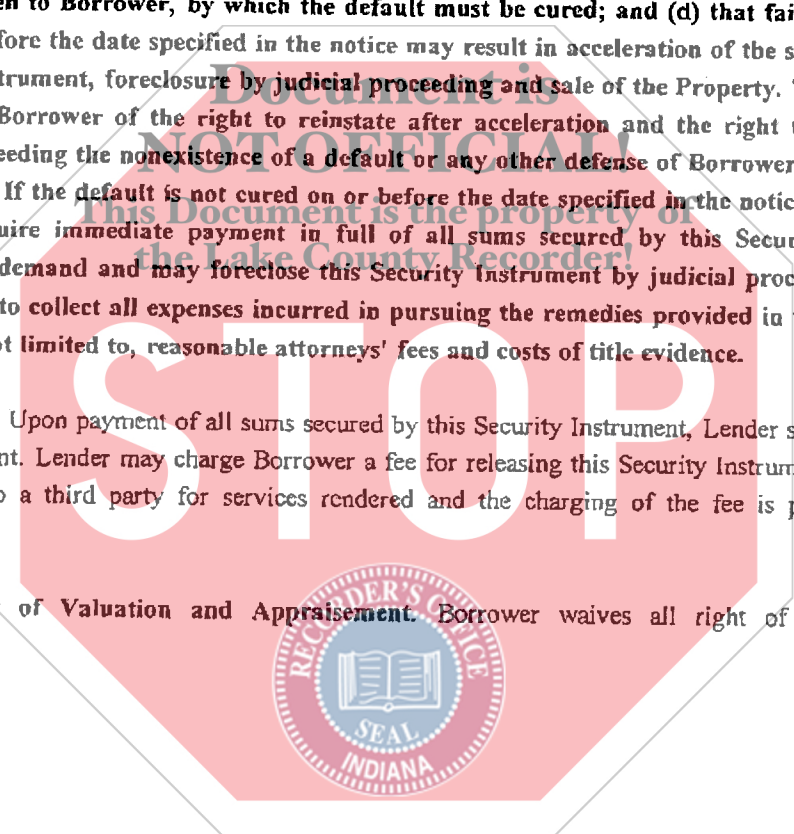 en to Borrower, by which the default must be cured; and (d) that fai
fore the date specified in the notice may result in acceleration of tbe s
Document is
trument, foreclosure by judicial proceeding and sale of the Property.
Borrower of the right to reinstate after acceleration and the right t
NOT OFFICIAL!
eeding the nonexistence of a default or any other defense of Borrower
If the default is not cured on or before the date specified in the notic
This Document is the property of
uire immediate payment in full of all sums secured by this Secur
the Lake County Recorder!
demand and may foreclose this Security Instrument by judicial proc
to collect all expenses incurred in pursuing the remedies provided in
t limited to, reasonable attorneys' fees and costs of title evidence.
STOP
Upon payment of all sums secured by this Security Instrument, Lender s
nt. Lender may charge Borrower a fee for releasing this Security Instrum
o a third party for services rendered and the charging of the fee is p
of Valuation and Appraisement. Borrower waives all right of
RECORDER'S OFFICE
SEAL
INDIANA